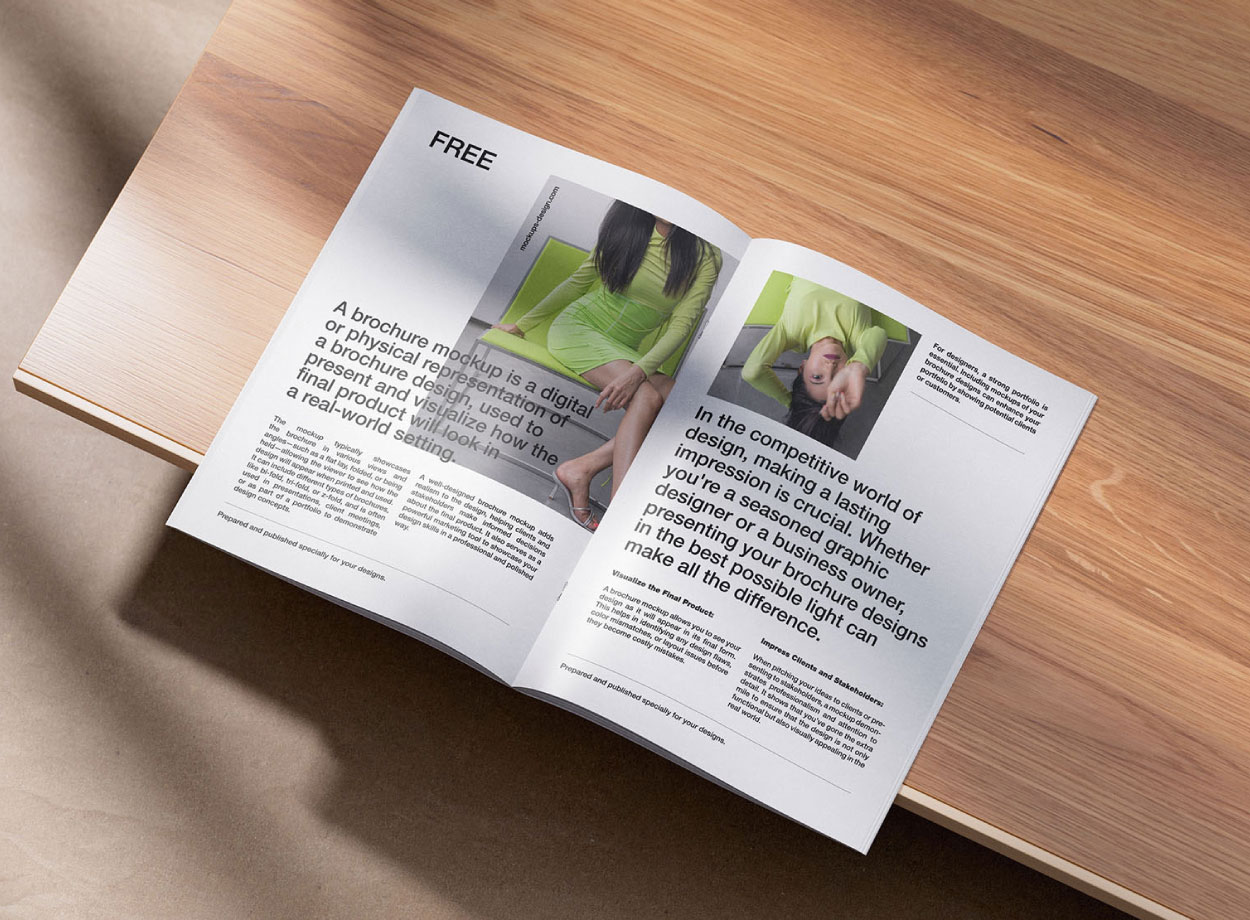 FREE
mockups-design.com
A brochure mockup is a digital
or physical representation of
a brochure design, used to
present and visualize how the
final product will look in
a real-world setting.
The mockup typically showcases
the brochure in various views and
angles—such as a flat lay, folded, or being
held—allowing the viewer to see how the
design will appear when printed and used.
It can include different types of brochures,
like bi-fold, tri-fold, or z-fold, and is often
used in presentations, client meetings,
or as part of a portfolio to demonstrate
design concepts.
A well-designed brochure mockup adds
realism to the design, helping clients and
stakeholders make informed decisions
about the final product. It also serves as a
powerful marketing tool to showcase your
design skills in a professional and polished
way.
Prepared and published specially for your designs.
For designers, a strong portfolio is
essential. Including mockups of your
brochure designs can enhance your
portfolio by showing potential clients
or customers.
In the competitive world of
design, making a lasting
impression is crucial. Whether
you're a seasoned graphic
designer or a business owner,
presenting your brochure designs
in the best possible light can
make all the difference.
Visualize the Final Product:
A brochure mockup allows you to see your
design as it will appear in its final form.
This helps in identifying any design flaws,
color mismatches, or layout issues before
they become costly mistakes.
Impress Clients and Stakeholders:
When pitching your ideas to clients or pre-
senting to stakeholders, a mockup demon-
strates professionalism and attention to
detail. It shows that you've gone the extra
mile to ensure that the design is not only
functional but also visually appealing in the
real world.
Prepared and published specially for your designs.